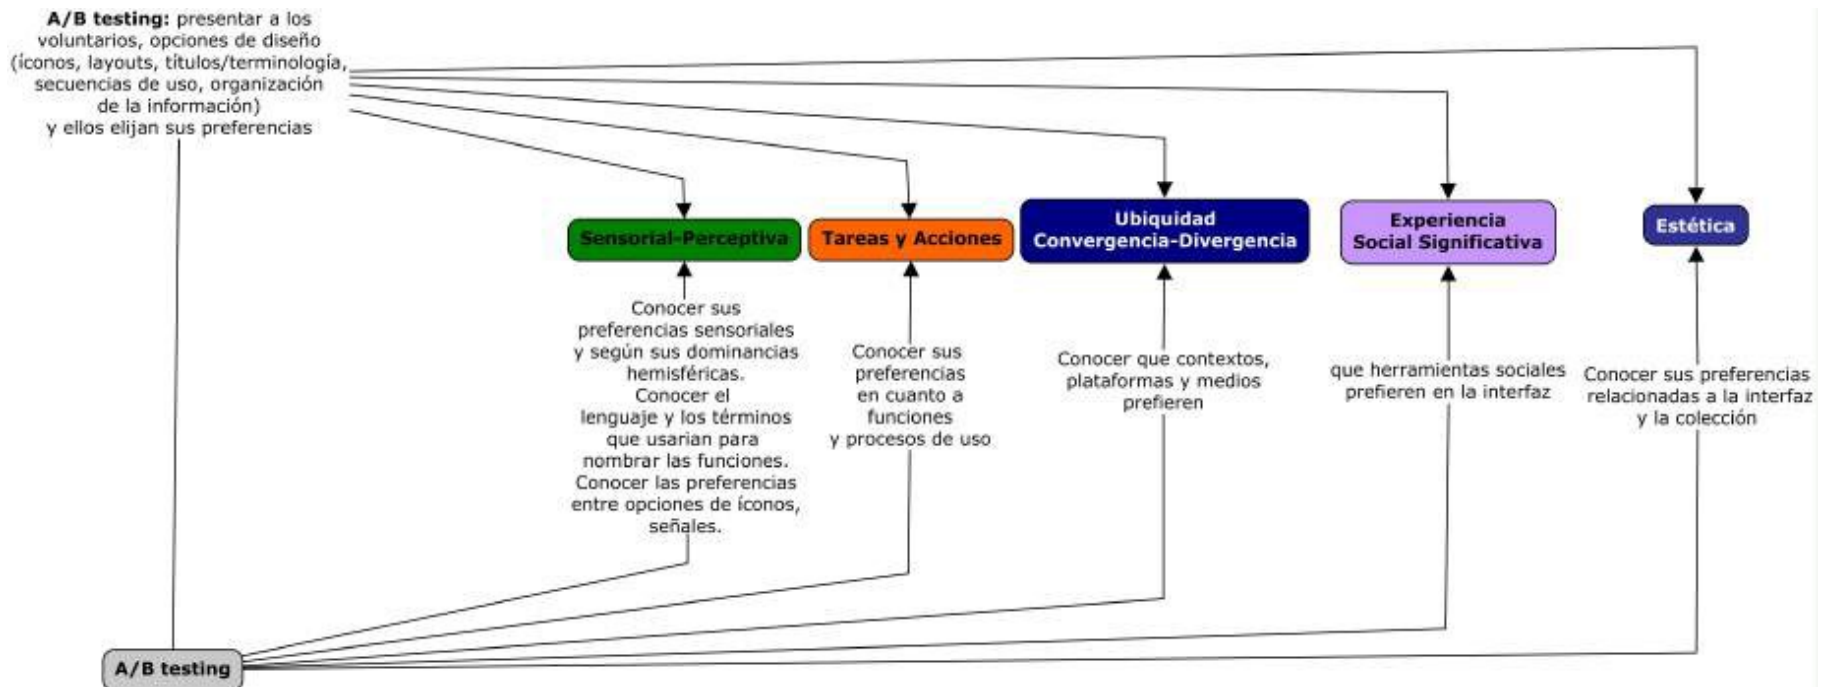 A/B testing: presentar a los
voluntarios, opciones de diseño
(íconos, layouts, títulos/terminología,
secuencias de uso, organización
de la información)
y ellos elijan sus preferencias
Sensorial-Perceptiva
Tareas y Acciones
Ubiquidad
Convergencia-Divergencia
Experiencia
Social Significativa
Estética
Conocer sus
preferencias sensoriales
y según sus dominancias
hemisféricas.
Conocer el
lenguaje y los términos
que usarian para
nombrar las funciones.
Conocer las preferencias
entre opciones de íconos,
señales.
Conocer sus
preferencias
en cuanto a
funciones
y procesos de uso
Conocer que contextos,
plataformas y medios
prefieren
que herramientas sociales
prefieren en la interfaz
Conocer sus preferencias
relacionadas a la interfaz
y la colección
A/B testing